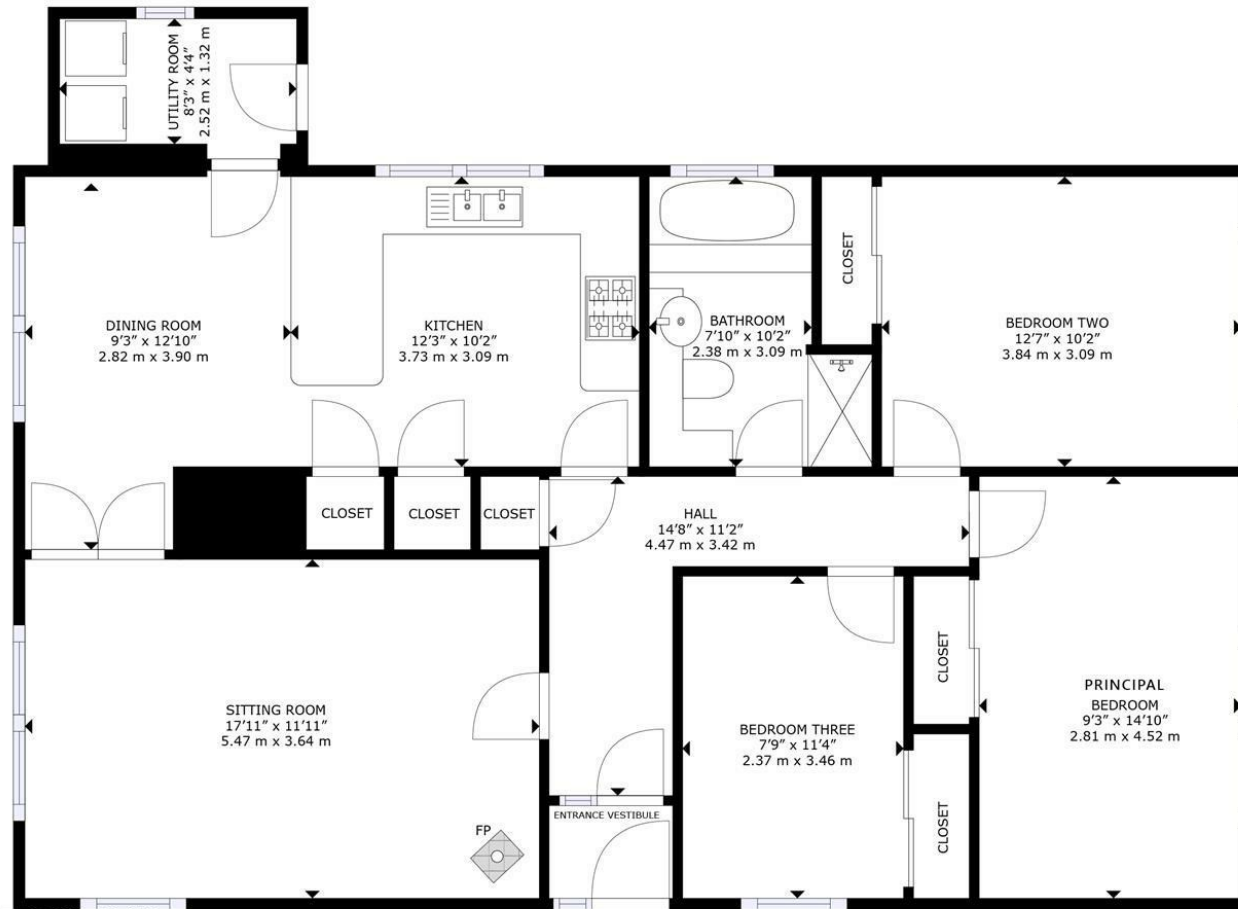 UTILITY ROOM
8'3" x 4'4"
2.52 m x 1.32 m
DINING ROOM
9'3" x 12'10"
2.82 m x 3.90 m
KITCHEN
12'3" x 10'2"
3.73 m x 3.09 m
BATHROOM
7'10" x 10'2"
2.38 m x 3.09 m
CLOSET
BEDROOM TWO
12'7" x 10'2"
3.84 m x 3.09 m
CLOSET
CLOSET
CLOSET
HALL
14'8" x 11'2"
4.47 m x 3.42 m
SITTING ROOM
17'11" x 11'11"
5.47 m x 3.64 m
FP
ENTRANCE VESTIBULE
BEDROOM THREE
7'9" x 11'4"
2.37 m x 3.46 m
CLOSET
CLOSET
PRINCIPAL
BEDROOM
9'3" x 14'10"
2.81 m x 4.52 m